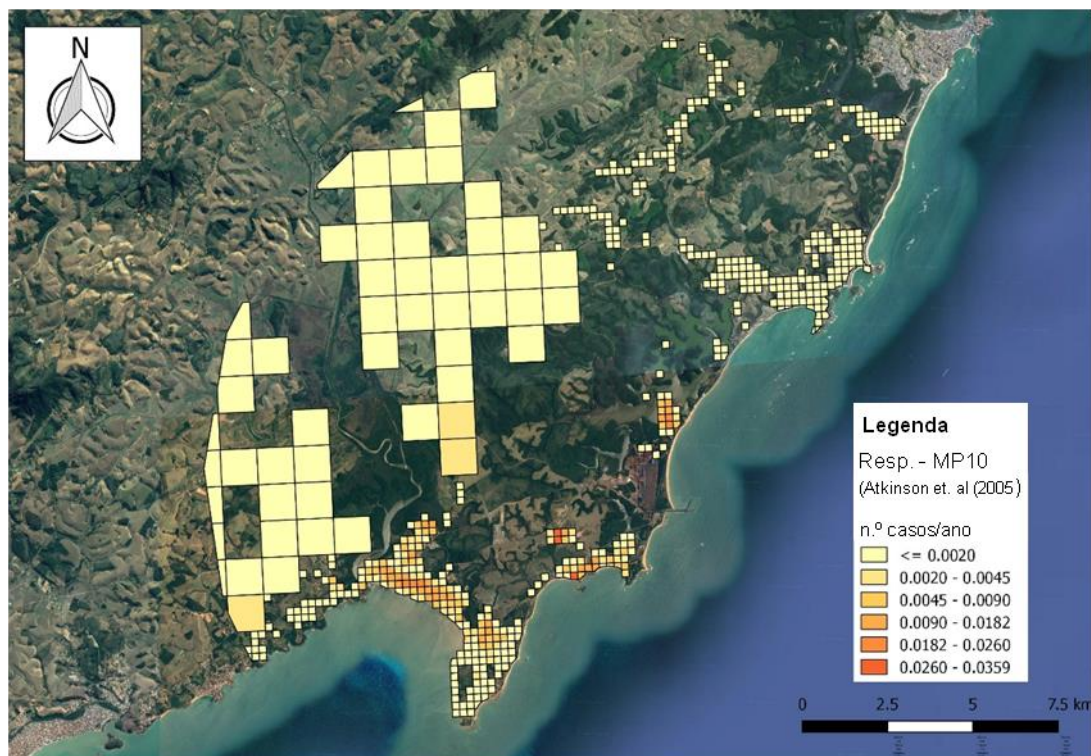 N
Legenda
Resp. - MP10
(Atkinson et. al (2005)
n.º casos/ano
<= 0.0020
0.0020 - 0.0045
0.0045 - 0.0090
0.0090 - 0.0182
0.0182 - 0.0260
0.0260 - 0.0359
0 2.5 5 7.5 km